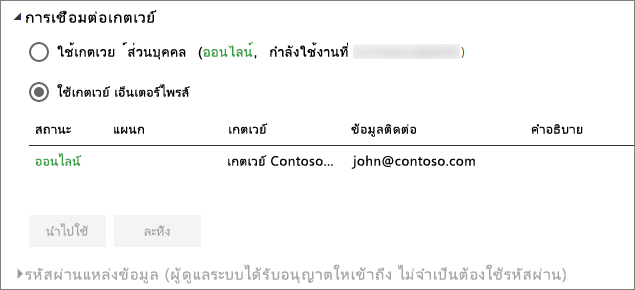 การเชื่อมต่อเกตเวย์
ใช้เกตเวย ์ส่วนบุคคล (ออนไลน์, กำลังใช้งานที่ )
ใช้เกตเวย์ เอ็นเตอร์ไพรส์
สถานะ แผนก เกตเวย์ ข้อมูลติดต่อ คำอธิบาย
ออนไลน์ เกตเวย์ Contoso... john@contoso.com
นำไปใช้ ละทิ้ง
รหัสผ่านแหล่งข้อมูล (ผู้ดูแลระบบได้รับอนุญาตให้เข้าถึง ไม่จำเป็นต้องใช้รหัสผ่าน)